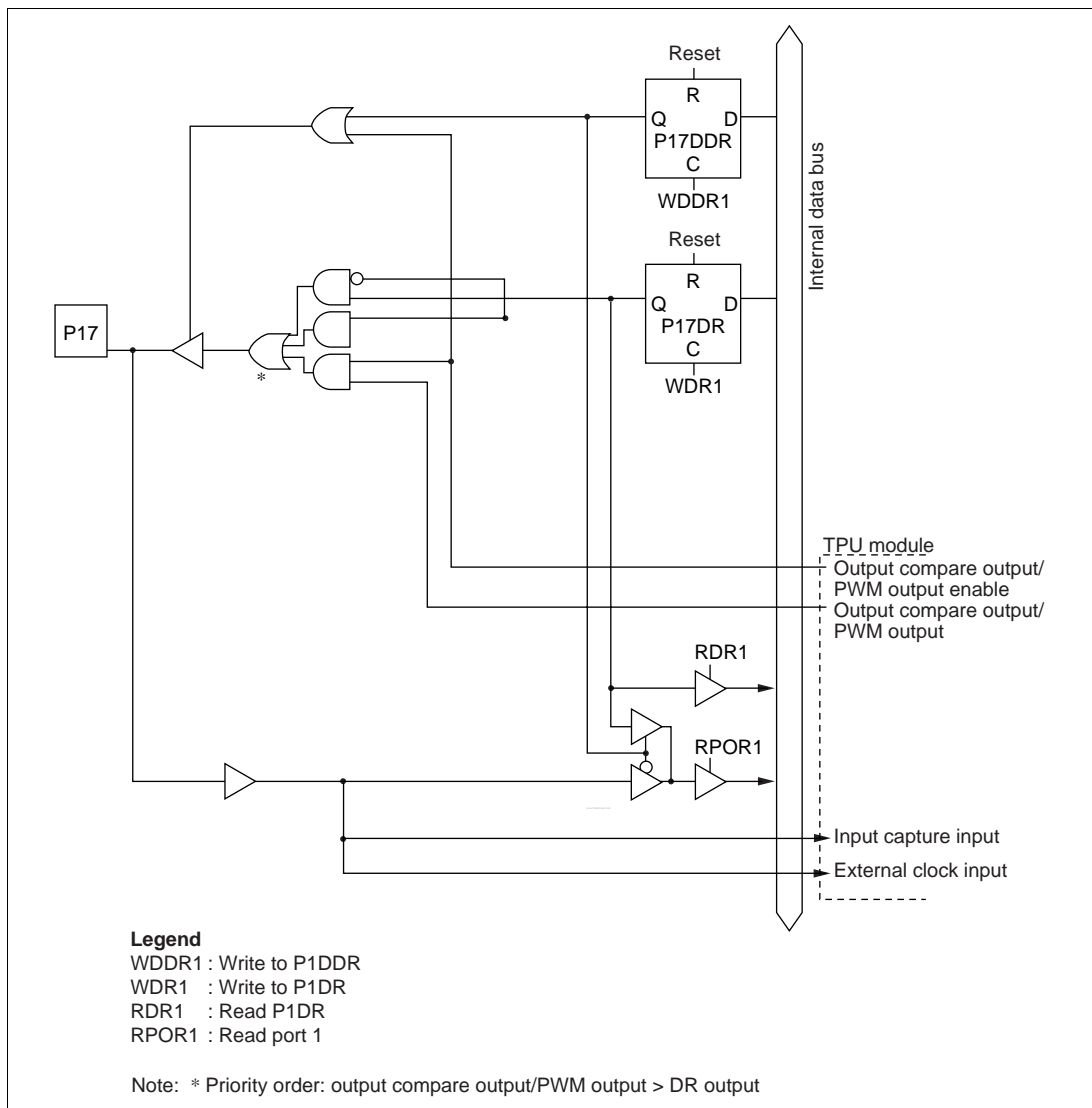 Reset
R
Q D
P17DDR
C
WDDR1
Internal data bus
Reset
R
Q D
P17DR
C
WDR1
P17
*
TPU module
Output compare output/
PWM output enable
Output compare output/
PWM output
RDR1
RPOR1
Input capture input
External clock input
Legend
WDDR1 : Write to P1DDR
WDR1 : Write to P1DR
RDR1 : Read P1DR
RPOR1 : Read port 1
Note: * Priority order: output compare output/PWM output > DR output